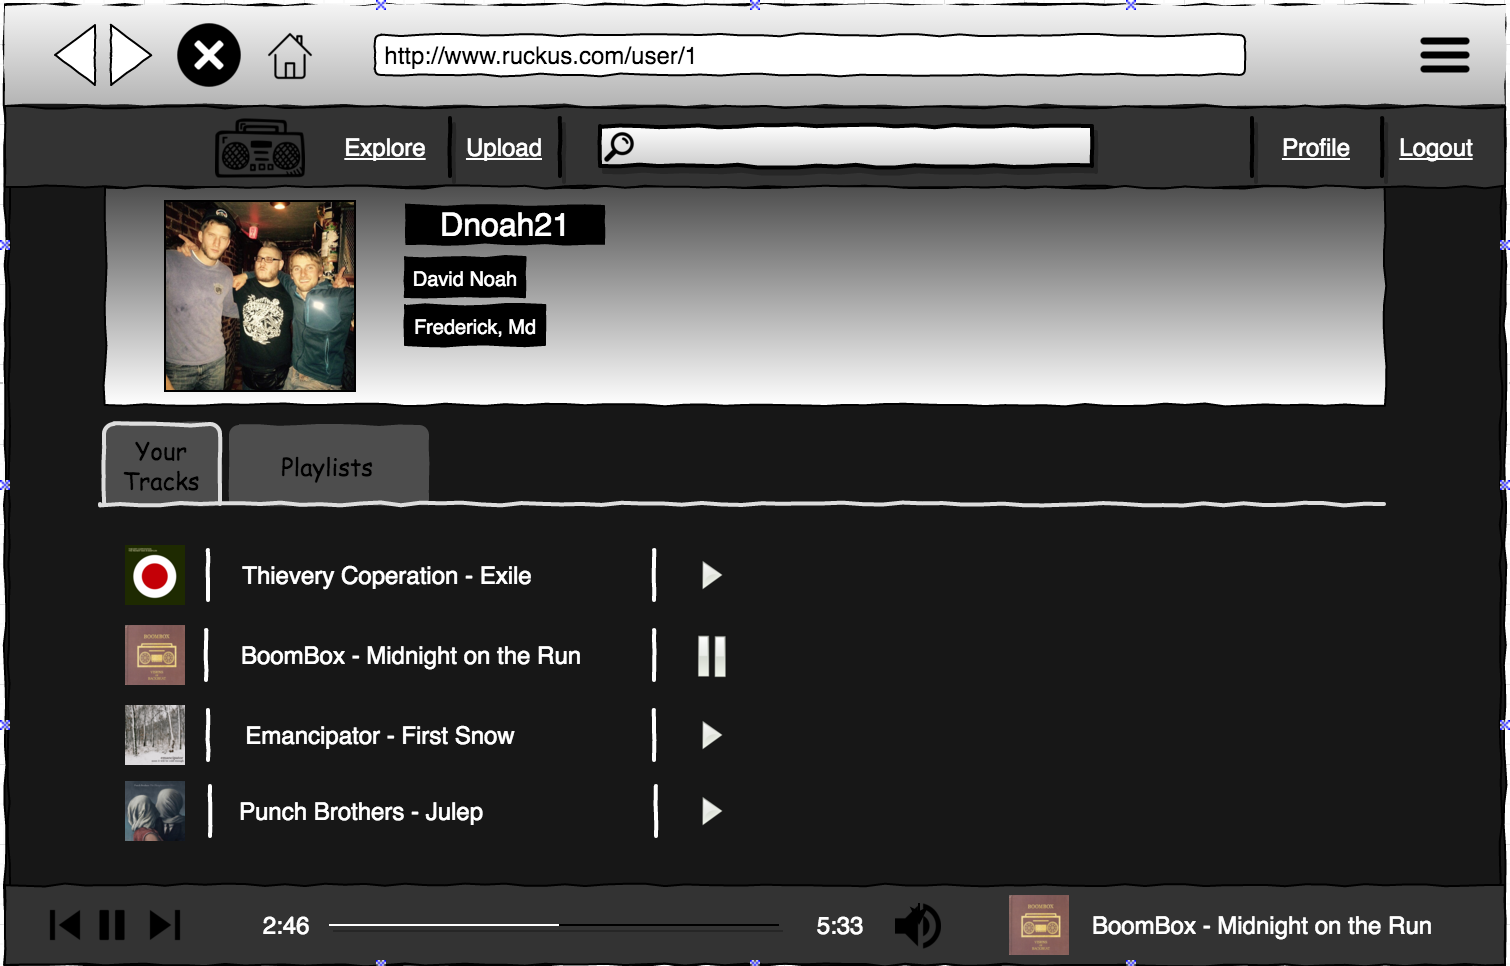 http://www.ruckus.com/user/1
Explore
Upload
Profile
Logout
Dnoah21
David Noah
Frederick, Md
Your
Tracks
Playlists
Thievery Coperation - Exile
BOOMBOX
BoomBox - Midnight on the Run
Emancipator - First Snow
Punch Brothers - Julep
2:46
5:33
BOOMBOX
BoomBox - Midnight on the Run